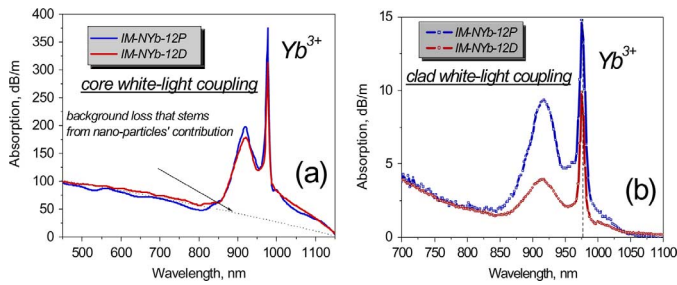 IM-NYb-12P
IM-NYb-12D
Yb3+
core white-light coupling
background loss that stems
from nano-particles' contribution
(a)
Absorption, dB/m
400
350
300
250
200
150
100
50
0
500 600 700 800 900 1000 1100
Wavelength, nm
IM-NYb-12P
IM-NYb-12D
Yb3+
clad white-light coupling
(b)
Absorption, dB/m
15
10
5
0
700 750 800 850 900 950 1000 1050 1100
Wavelength, nm